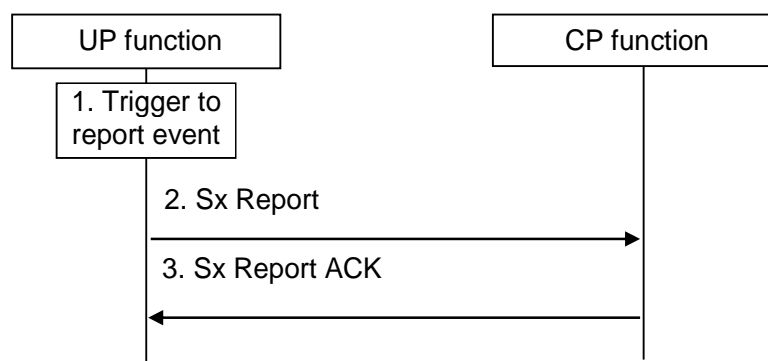 UP function
CP function
1. Trigger to
report event
2. Sx Report
3. Sx Report ACK